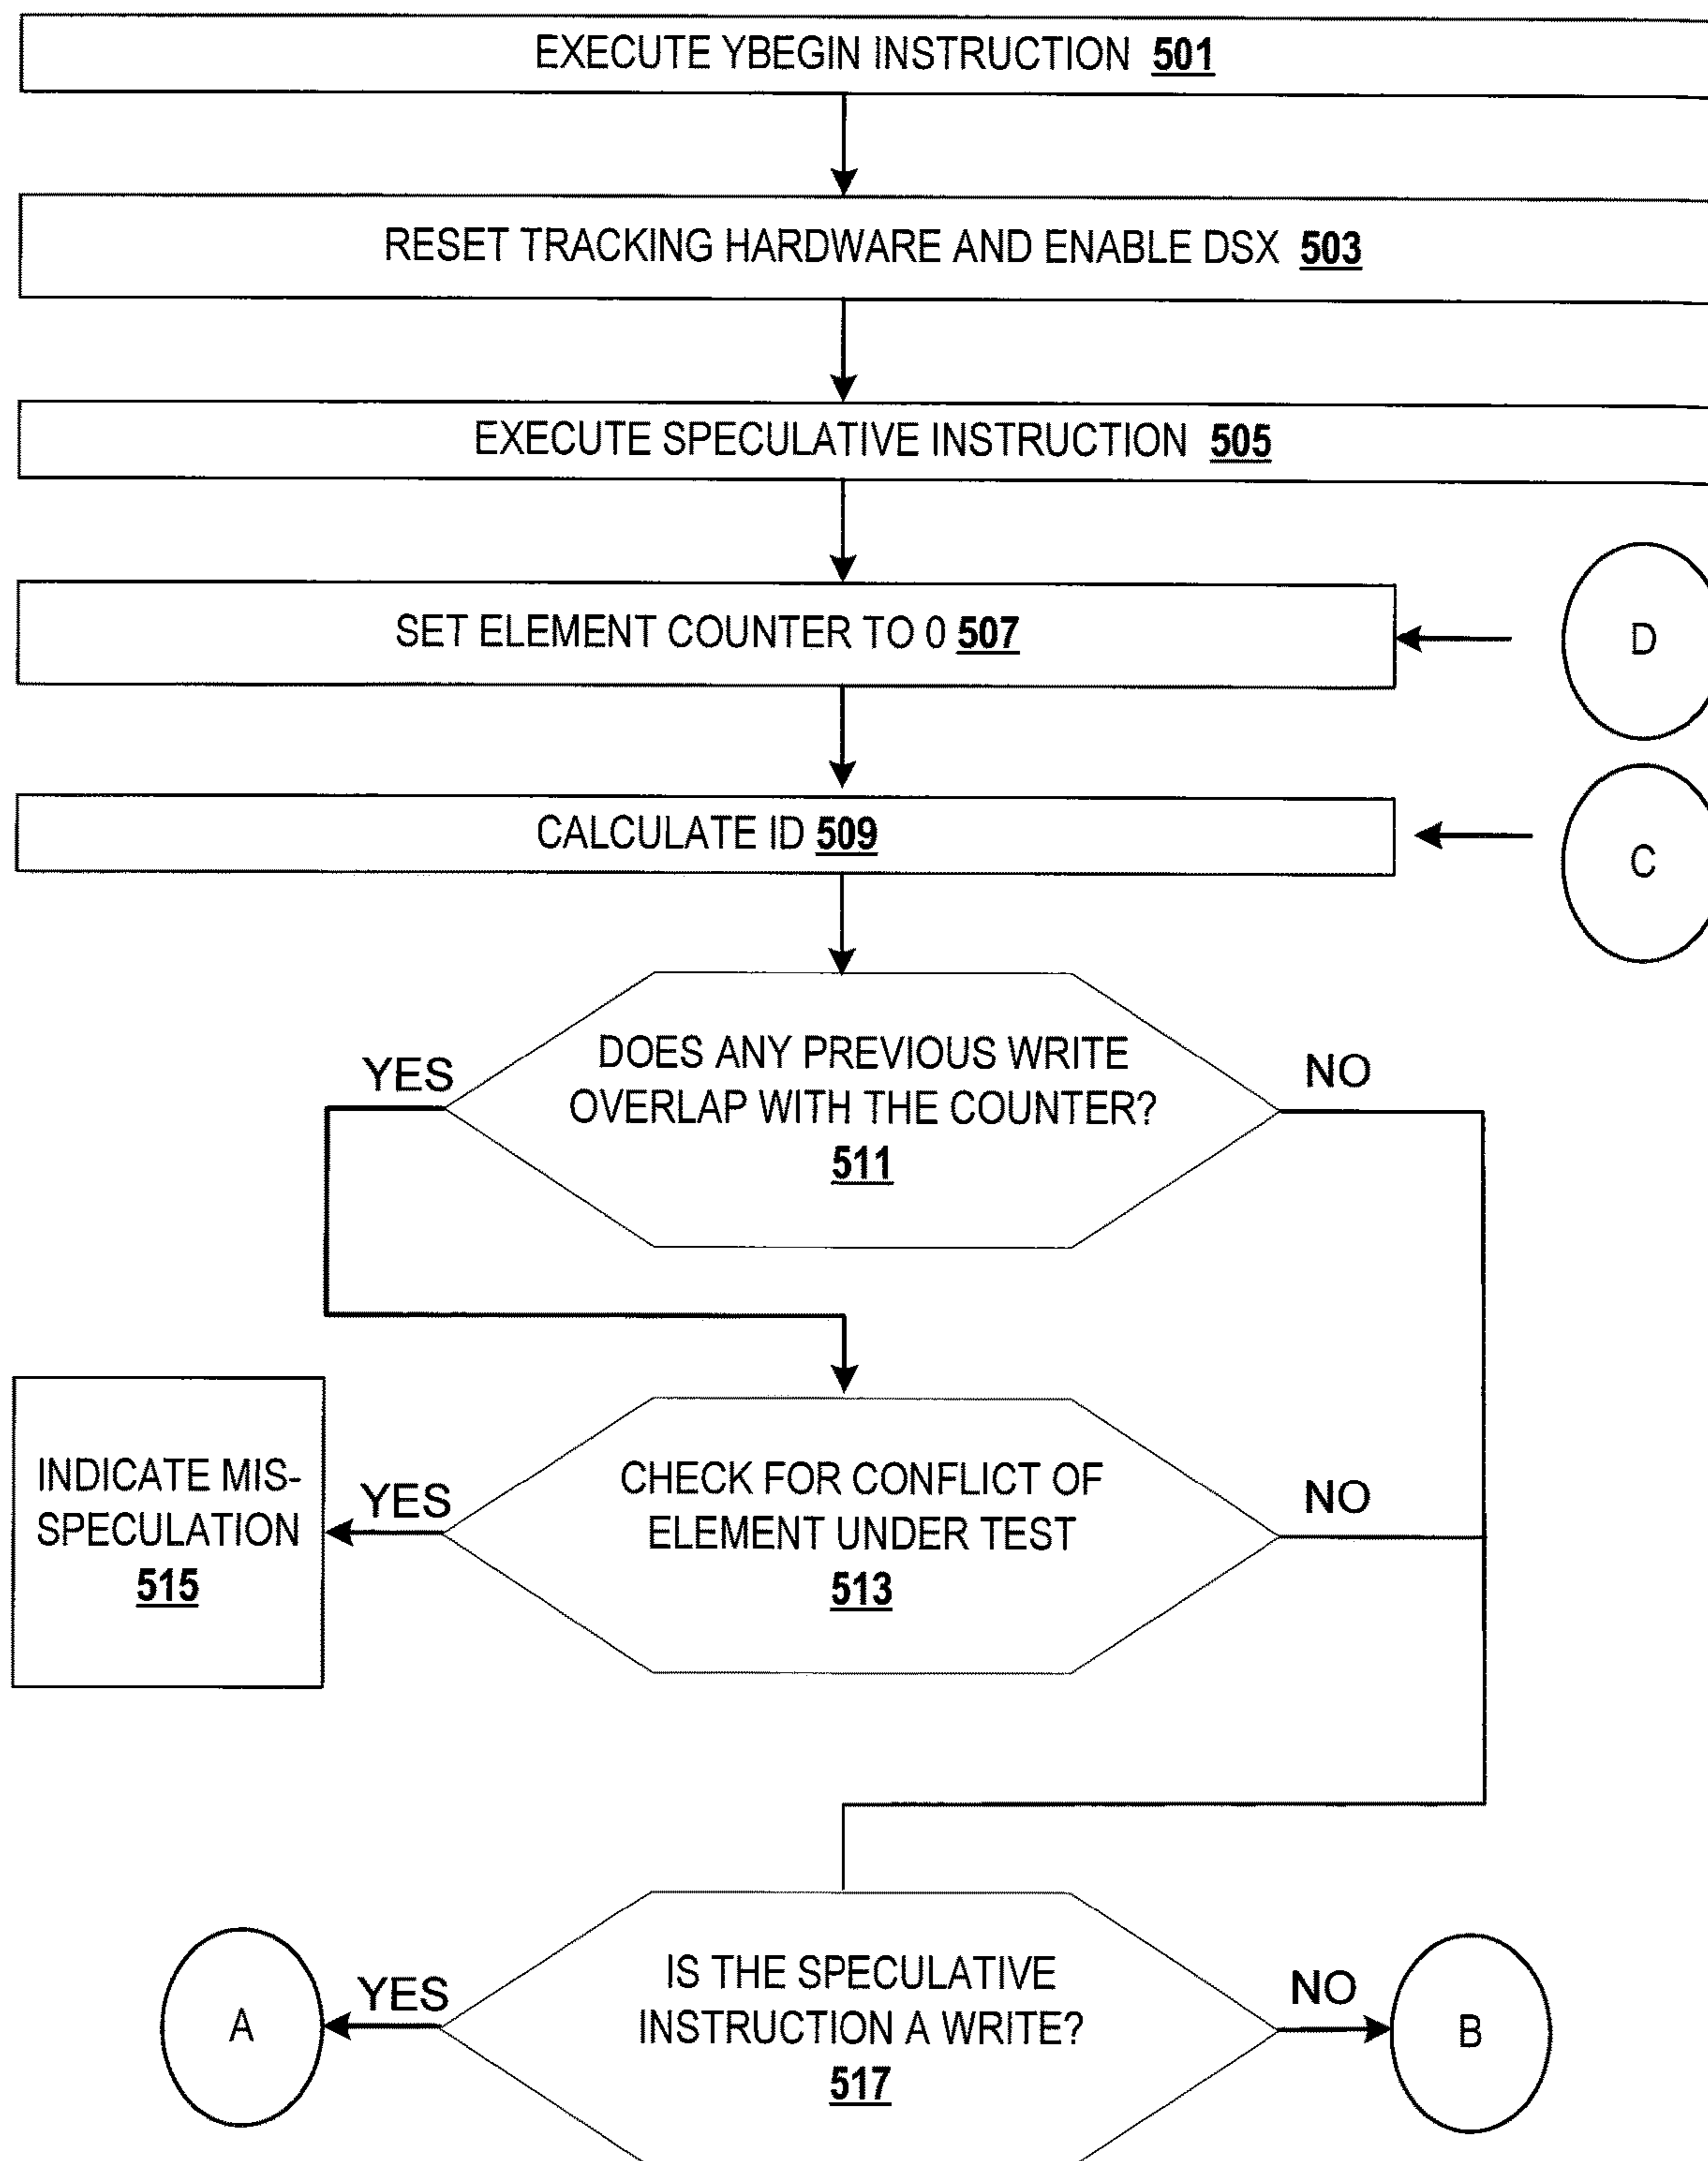 EXECUTE YBEGIN INSTRUCTION 501
RESET TRACKING HARDWARE AND ENABLE DSX 503
EXECUTE SPECULATIVE INSTRUCTION 505
SET ELEMENT COUNTER TO 0 507
D
CALCULATE ID 509
C
YES
DOES ANY PREVIOUS WRITE
OVERLAP WITH THE COUNTER?
511
NO
INDICATE MIS-
SPECULATION
515
YES
CHECK FOR CONFLICT OF
ELEMENT UNDER TEST
513
NO
A
YES
IS THE SPECULATIVE
INSTRUCTION A WRITE?
517
NO
B